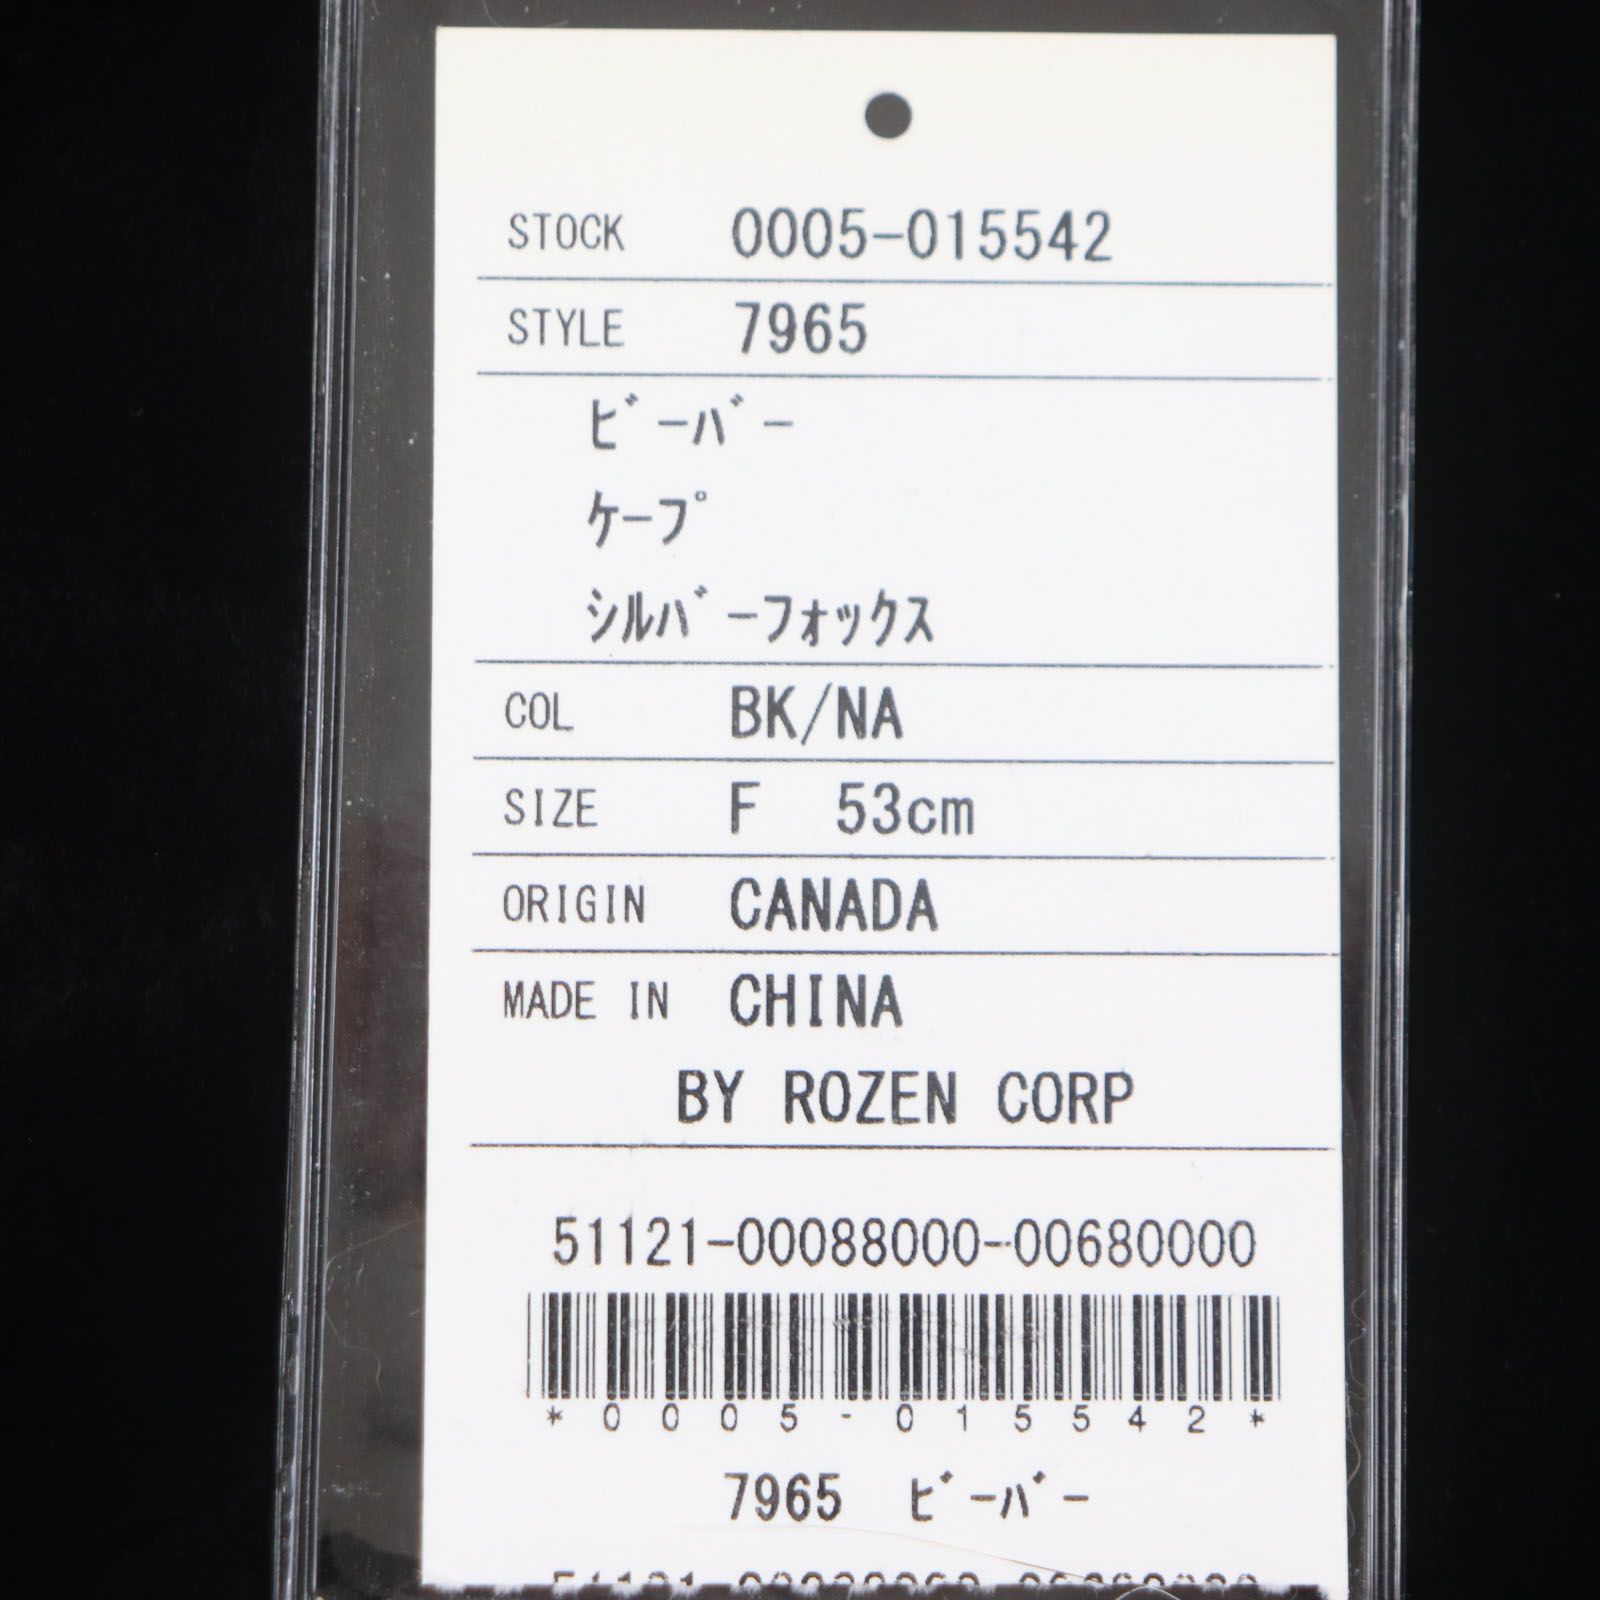 STOCK 0005-015542
STYLE 7965
ﾋﾞｰﾊﾞｰ
ｹｰﾌﾟ
ｼﾙﾊﾞｰﾌｫｯｸｽ
COL BK/NA
SIZE F 53cm
ORIGIN CANADA
MADE IN CHINA
BY ROZEN CORP
51121-00088000-00680000
*0005-015542*
7965 ﾋﾞｰﾊﾞｰ